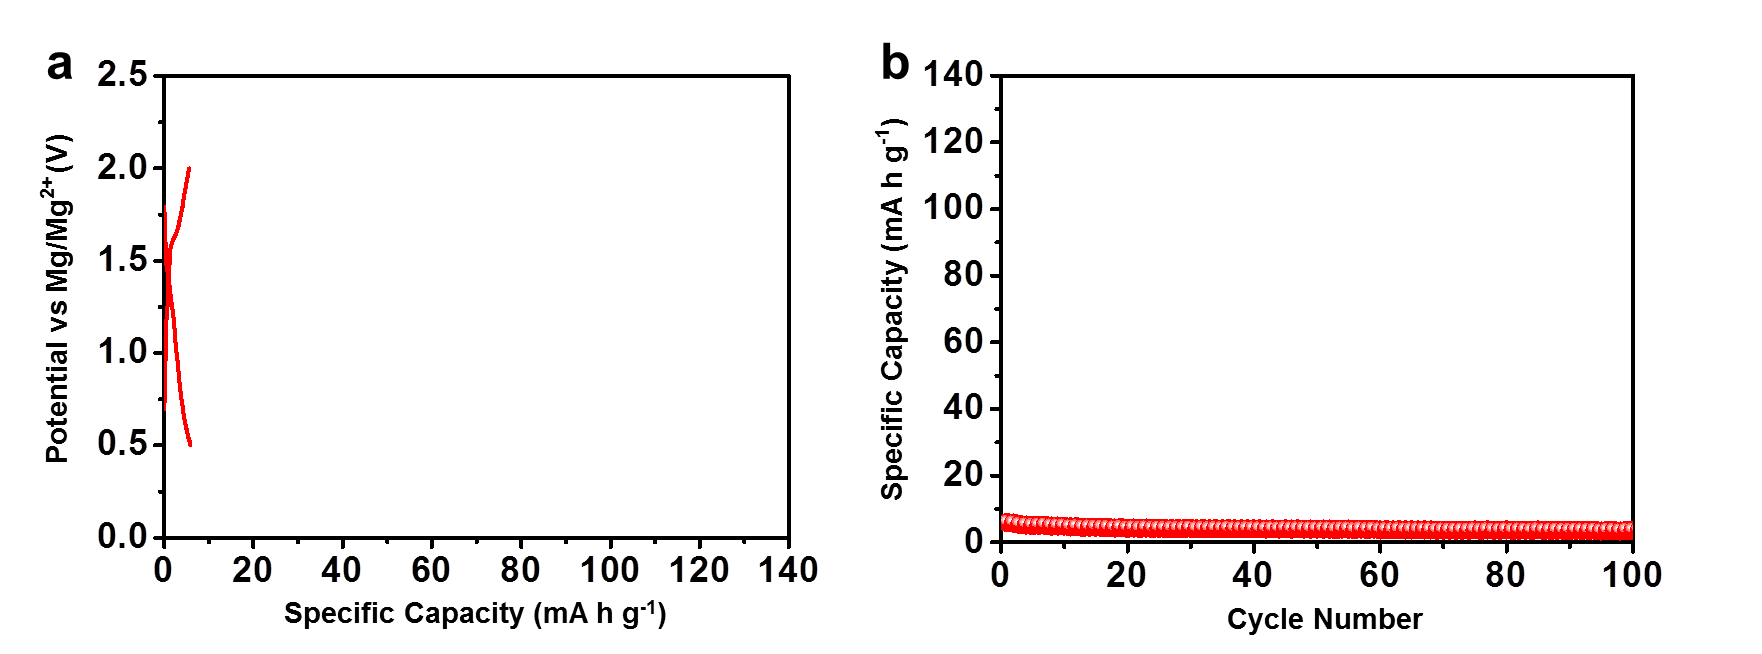 a
2.5
2.0
1.5
1.0
0.5
0.0
Potential vs Mg/Mg²⁺ (V)
0 20 40 60 80 100 120 140
Specific Capacity (mA h g⁻¹)
b
140
120
100
80
60
40
20
0
Specific Capacity (mA h g⁻¹)
0 20 40 60 80 100
Cycle Number